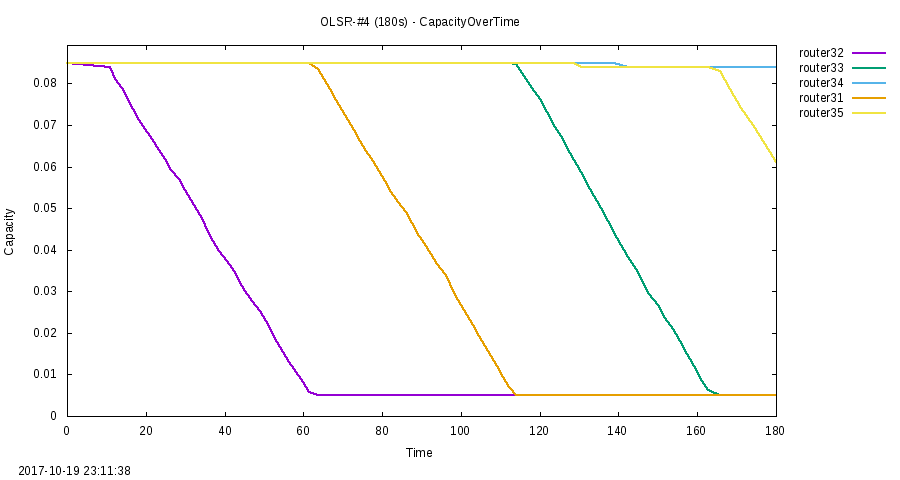 OLSR-#4 (180s) - CapacityOverTime
router32
router33
router34
router31
router35
0.08
0.07
0.06
0.05
0.04
0.03
0.02
0.01
0
Capacity
0 20 40 60 80 100 120 140 160 180
Time
2017-10-19 23:11:38